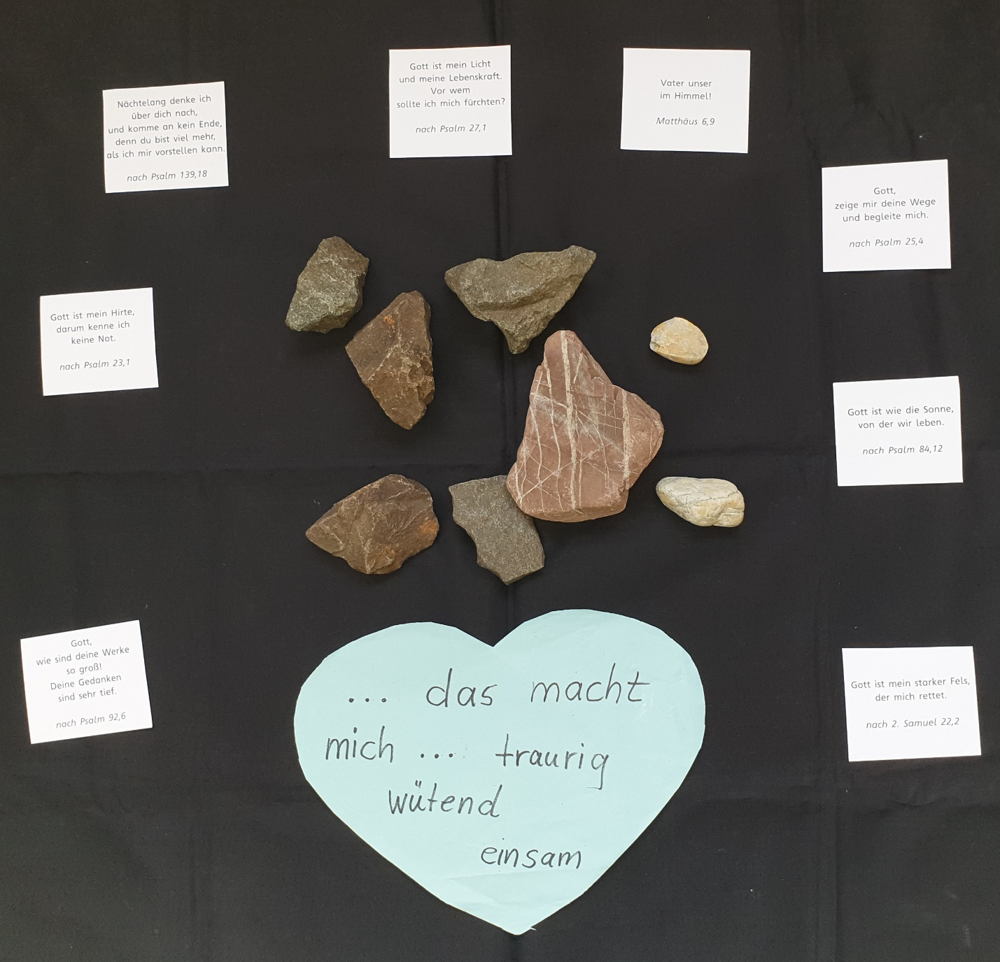 Gott ist mein Licht
und meine Lebenskraft.
Vor wem
sollte ich mich fürchten?
nach Psalm 27,1
Vater unser
im Himmel!
Matthäus 6,9
Nächtelang denke ich
über dich nach,
und komme an kein Ende,
denn du bist viel mehr,
als ich mir vorstellen kann.
nach Psalm 139,18
Gott,
zeige mir deine Wege
und begleite mich.
nach Psalm 25,4
Gott ist mein Hirte,
darum kenne ich
keine Not.
nach Psalm 23,1
Gott ist wie die Sonne,
von der wir leben.
nach Psalm 84,12
Gott,
wie sind deine Werke
so groß!
Deine Gedanken
sind sehr tief.
nach Psalm 92,6
Gott ist mein starker Fels,
der mich rettet.
nach 2. Samuel 22,2
... das macht
mich ... traurig
wütend
einsam